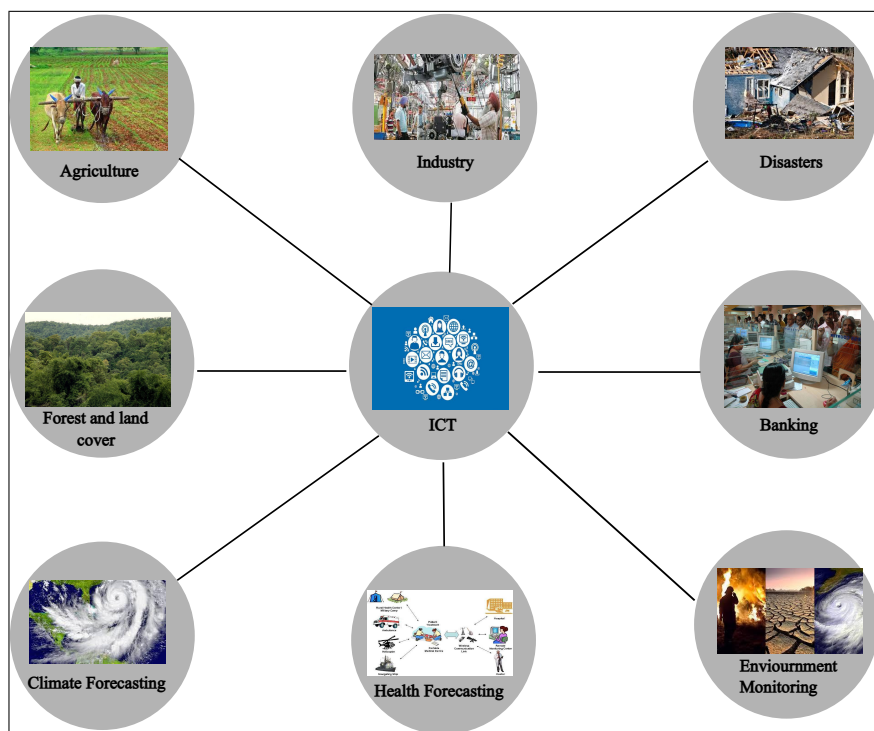 Agriculture
Industry
Disasters
Forest and land
cover
ICT
Banking
Climate Forecasting
Health Forecasting
Enviournment
Monitoring